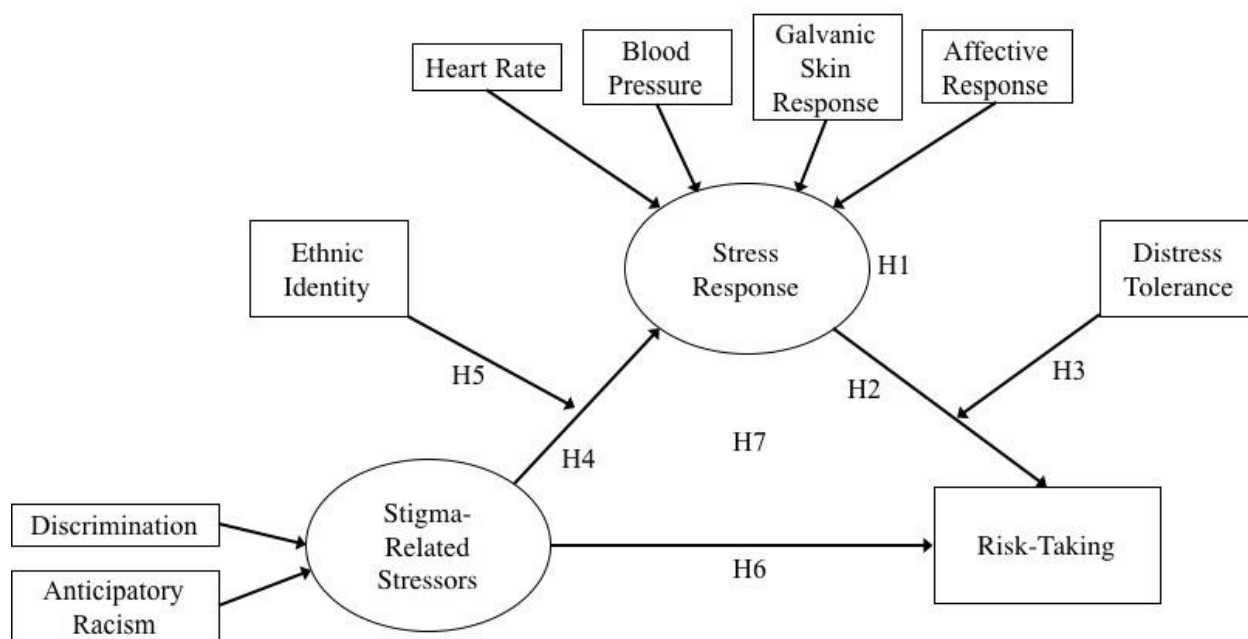 Heart Rate
Blood
Pressure
Galvanic
Skin
Response
Affective
Response
Ethnic
Identity
Stress
Response
H1
Distress
Tolerance
H5
H4
H2
H3
H7
Discrimination
Anticipatory
Racism
Stigma-
Related
Stressors
H6
Risk-Taking